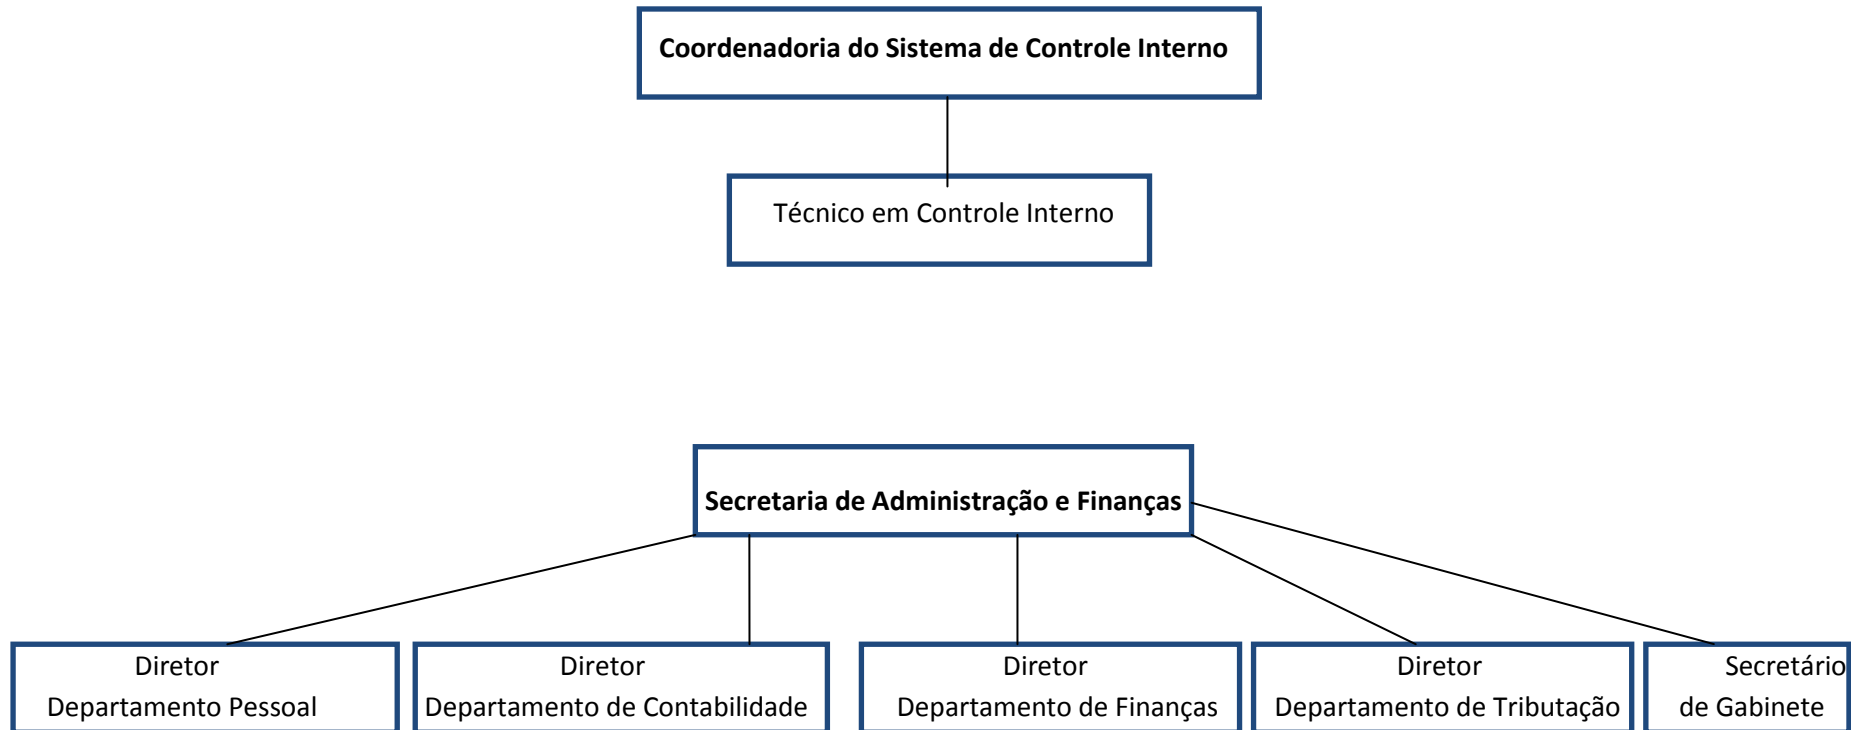 Coordenadoria do Sistema de Controle Interno
Técnico em Controle Interno
Secretaria de Administração e Finanças
Diretor
Departamento Pessoal
Diretor
Departamento de Contabilidade
Diretor
Departamento de Finanças
Diretor
Departamento de Tributação
Secretário
de Gabinete